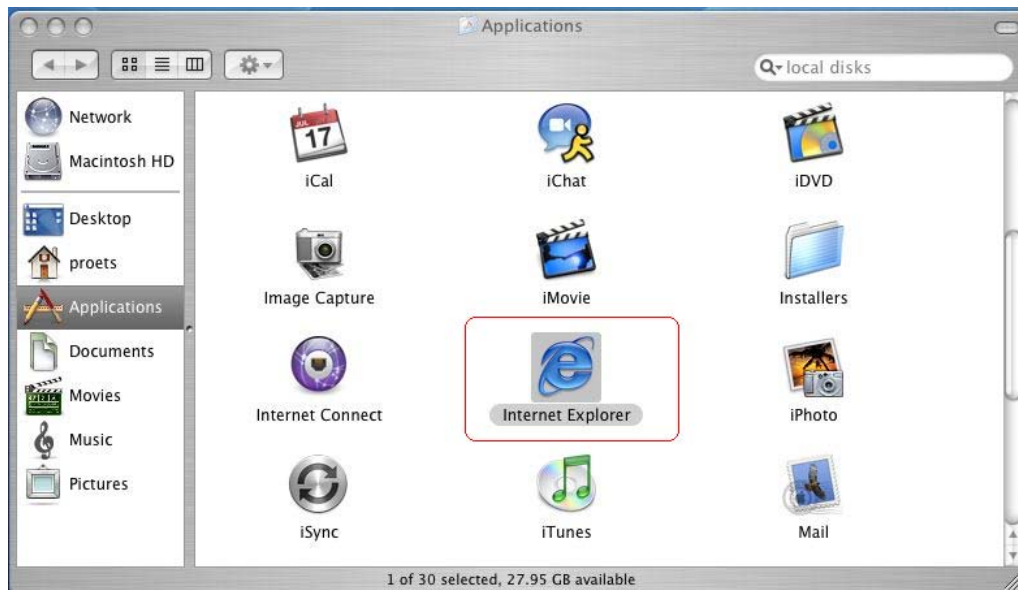 Applications
local disks
Network
Macintosh HD
Desktop
proets
Applications
Documents
Movies
Music
Pictures
JUL
17
iCal
iChat
iDVD
Image Capture
iMovie
Installers
Internet Connect
Internet Explorer
iPhoto
iSync
iTunes
Mail
1 of 30 selected, 27.95 GB available